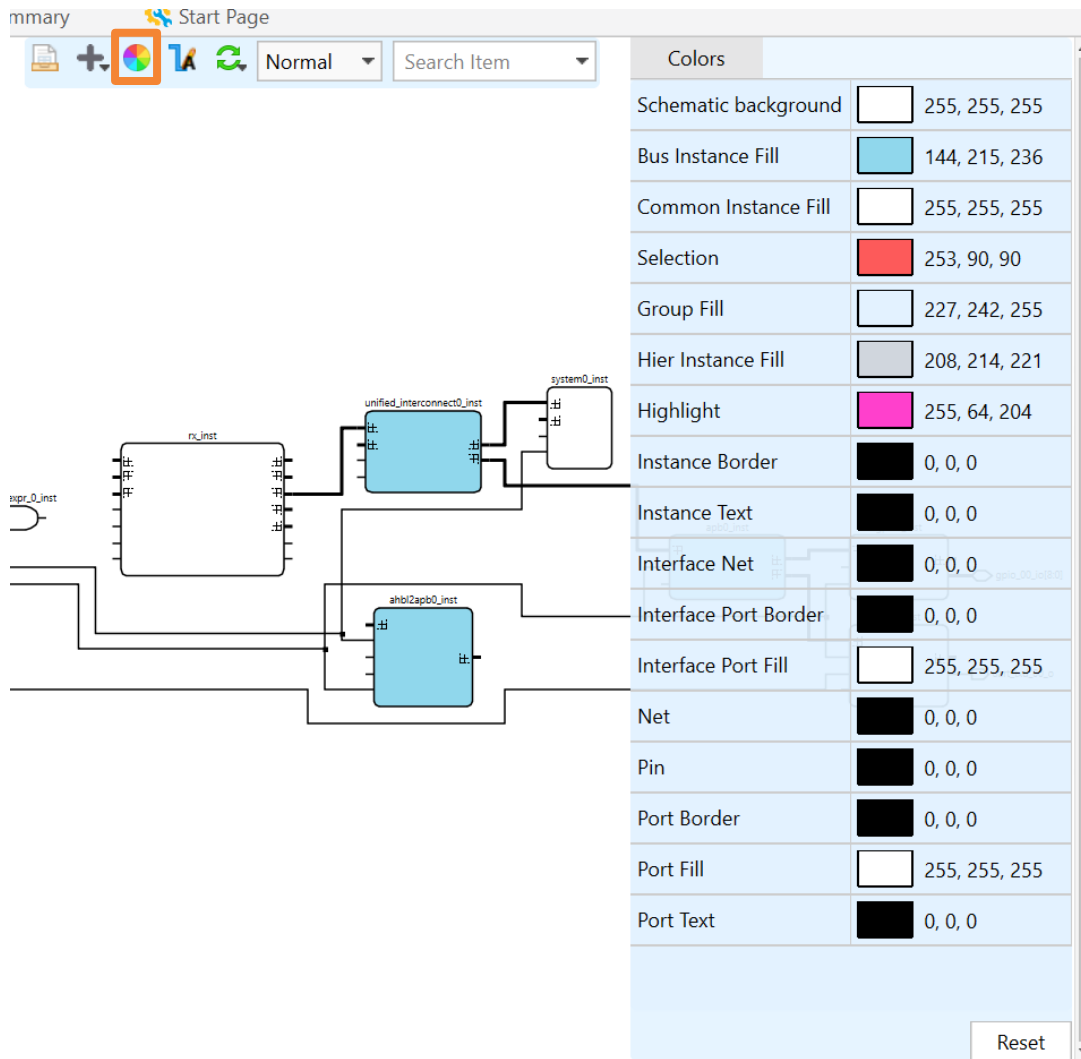 mmary
Start Page
Normal
Search Item
Colors
Schematic background 255, 255, 255
Bus Instance Fill 144, 215, 236
Common Instance Fill 255, 255, 255
Selection 253, 90, 90
Group Fill 227, 242, 255
Hier Instance Fill 208, 214, 221
Highlight 255, 64, 204
Instance Border 0, 0, 0
Instance Text 0, 0, 0
Interface Net 0, 0, 0
Interface Port Border 0, 0, 0
Interface Port Fill 255, 255, 255
Net 0, 0, 0
Pin 0, 0, 0
Port Border 0, 0, 0
Port Fill 255, 255, 255
Port Text 0, 0, 0
Reset
system0_inst
unified_interconnect0_inst
rx_inst
expr_0_inst
apb0_inst
ahbl2apb0_inst